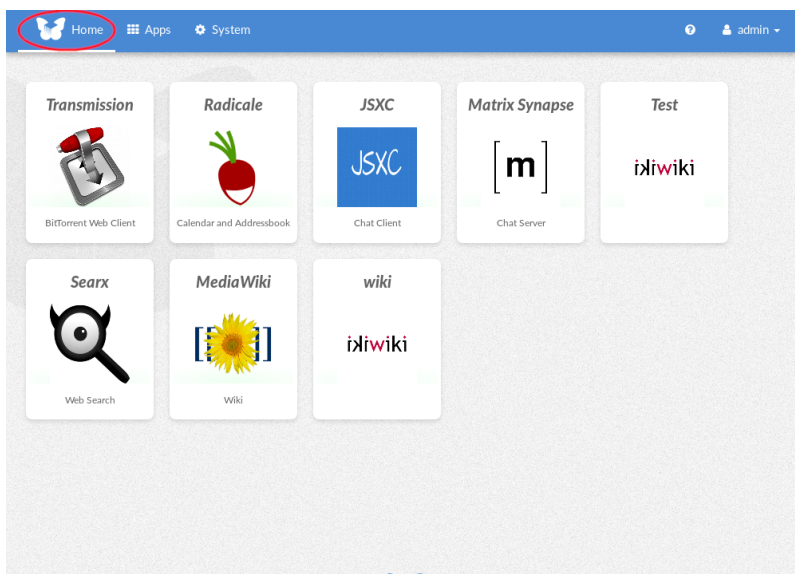 Home Apps System admin
Transmission Radicale JSXC Matrix Synapse Test
JSXC [m] ikiwiki
BitTorrent Web Client Calendar and Addressbook Chat Client Chat Server
Searx MediaWiki wiki
[[ ]] ikiwiki
Web Search Wiki